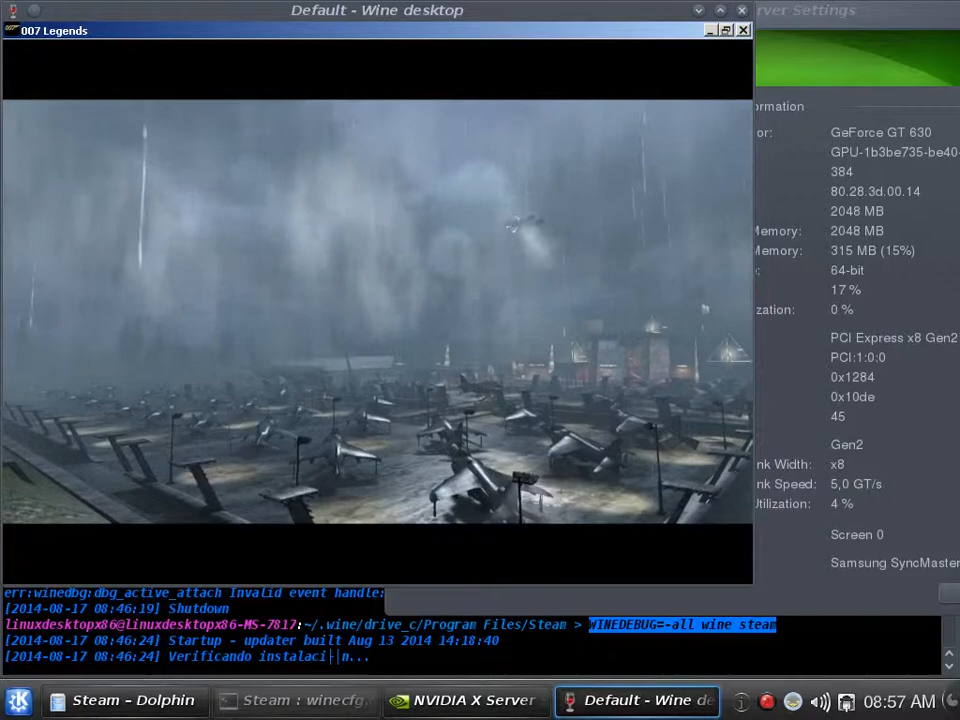 Default - Wine desktop
rver Settings
007 Legends
ormation
or:
GeForce GT 630
GPU-1b3be735-be40-
384
80.28.3d.00.14
2048 MB
Memory:
2048 MB
Memory:
315 MB (15%)
:
64-bit
17 %
zation:
0 %
PCI Express x8 Gen2
PCI:1:0:0
0x1284
0x10de
45
Gen2
nk Width:
x8
nk Speed:
5,0 GT/s
Utilization:
4 %
Screen 0
Samsung SyncMaster
err:winedbg:dbg_active_attach Invalid event handle:
[2014-08-17 08:46:19] Shutdown
linuxdesktopx86@linuxdesktopx86-MS-7817:~/.wine/drive_c/Program Files/Steam > WINEDEBUG=-all wine steam
[2014-08-17 08:46:24] Startup - updater built Aug 13 2014 14:18:40
[2014-08-17 08:46:24] Verificando instalaci├│n...
Steam - Dolphin
Steam : winecfg
NVIDIA X Server
Default - Wine de
08:57 AM